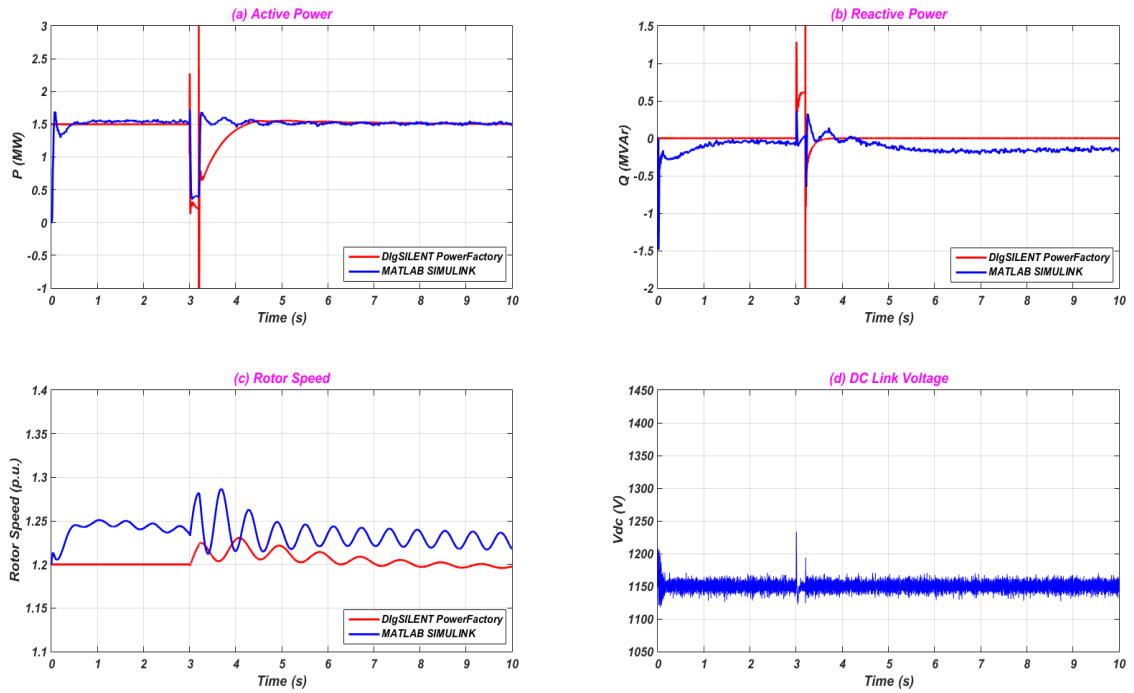 (a) Active Power
3
2.5
2
1.5
1
0.5
0
-0.5
-1
P (MW)
0 1 2 3 4 5 6 7 8 9 10
Time (s)
DIgSILENT PowerFactory
MATLAB SIMULINK
(b) Reactive Power
1.5
1
0.5
0
-0.5
-1
-1.5
-2
Q (MVAr)
0 1 2 3 4 5 6 7 8 9 10
Time (s)
DIgSILENT PowerFactory
MATLAB SIMULINK
(c) Rotor Speed
1.4
1.35
1.3
1.25
1.2
1.15
1.1
Rotor Speed (p.u.)
0 1 2 3 4 5 6 7 8 9 10
Time (s)
DIgSILENT PowerFactory
MATLAB SIMULINK
(d) DC Link Voltage
1450
1400
1350
1300
1250
1200
1150
1100
1050
Vdc (V)
0 1 2 3 4 5 6 7 8 9 10
Time (s)